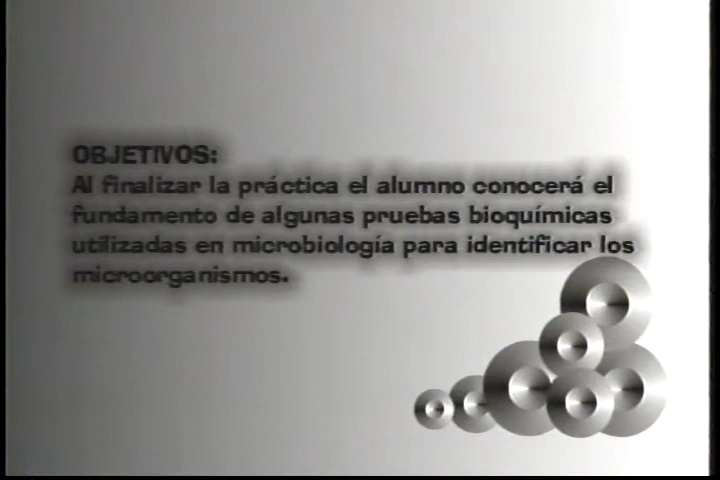 OBJETIVOS:
Al finalizar la práctica el alumno conocerá el
fundamento de algunas pruebas bioquímicas
utilizadas en microbiología para identificar los
microorganismos.